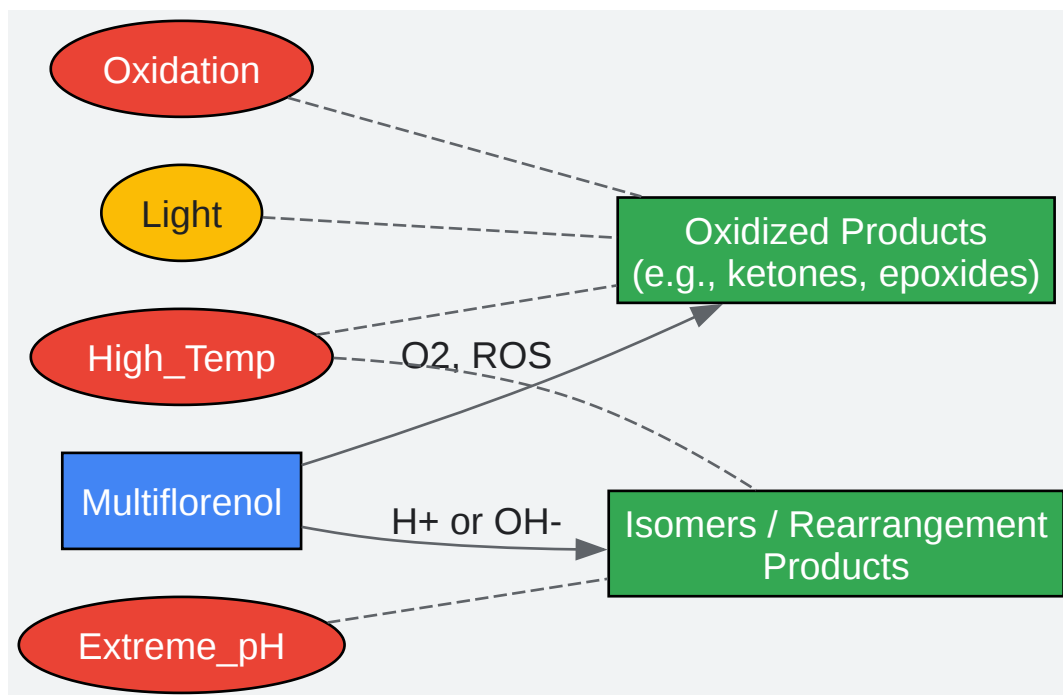 Oxidation
Light
Oxidized Products
(e.g., ketones, epoxides)
High_Temp
O2, ROS
Multiflorenol
H+ or OH-
Isomers / Rearrangement
Products
Extreme_pH